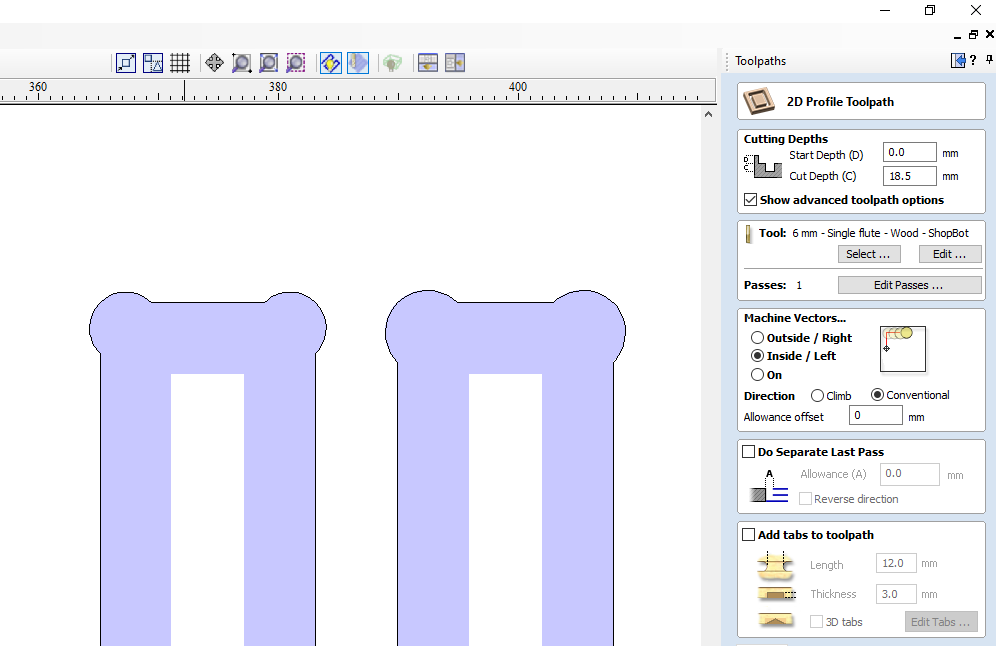 360
380
400
Toolpaths
2D Profile Toolpath
Cutting Depths
D
C
Start Depth (D) 0.0 mm
Cut Depth (C) 18.5 mm
Show advanced toolpath options
Tool: 6 mm - Single flute - Wood - ShopBot
Select ... Edit ...
Passes: 1 Edit Passes ...
Machine Vectors...
Outside / Right
Inside / Left
On
Direction Climb Conventional
Allowance offset 0 mm
Do Separate Last Pass
A
Allowance (A) 0.0 mm
Reverse direction
Add tabs to toolpath
Length 12.0 mm
Thickness 3.0 mm
3D tabs Edit Tabs ...